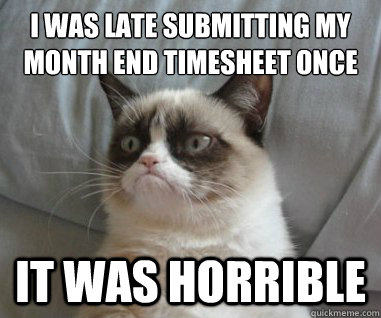 I WAS LATE SUBMITTING MY
MONTH END TIMESHEET ONCE
IT WAS HORRIBLE
quickmeme.com